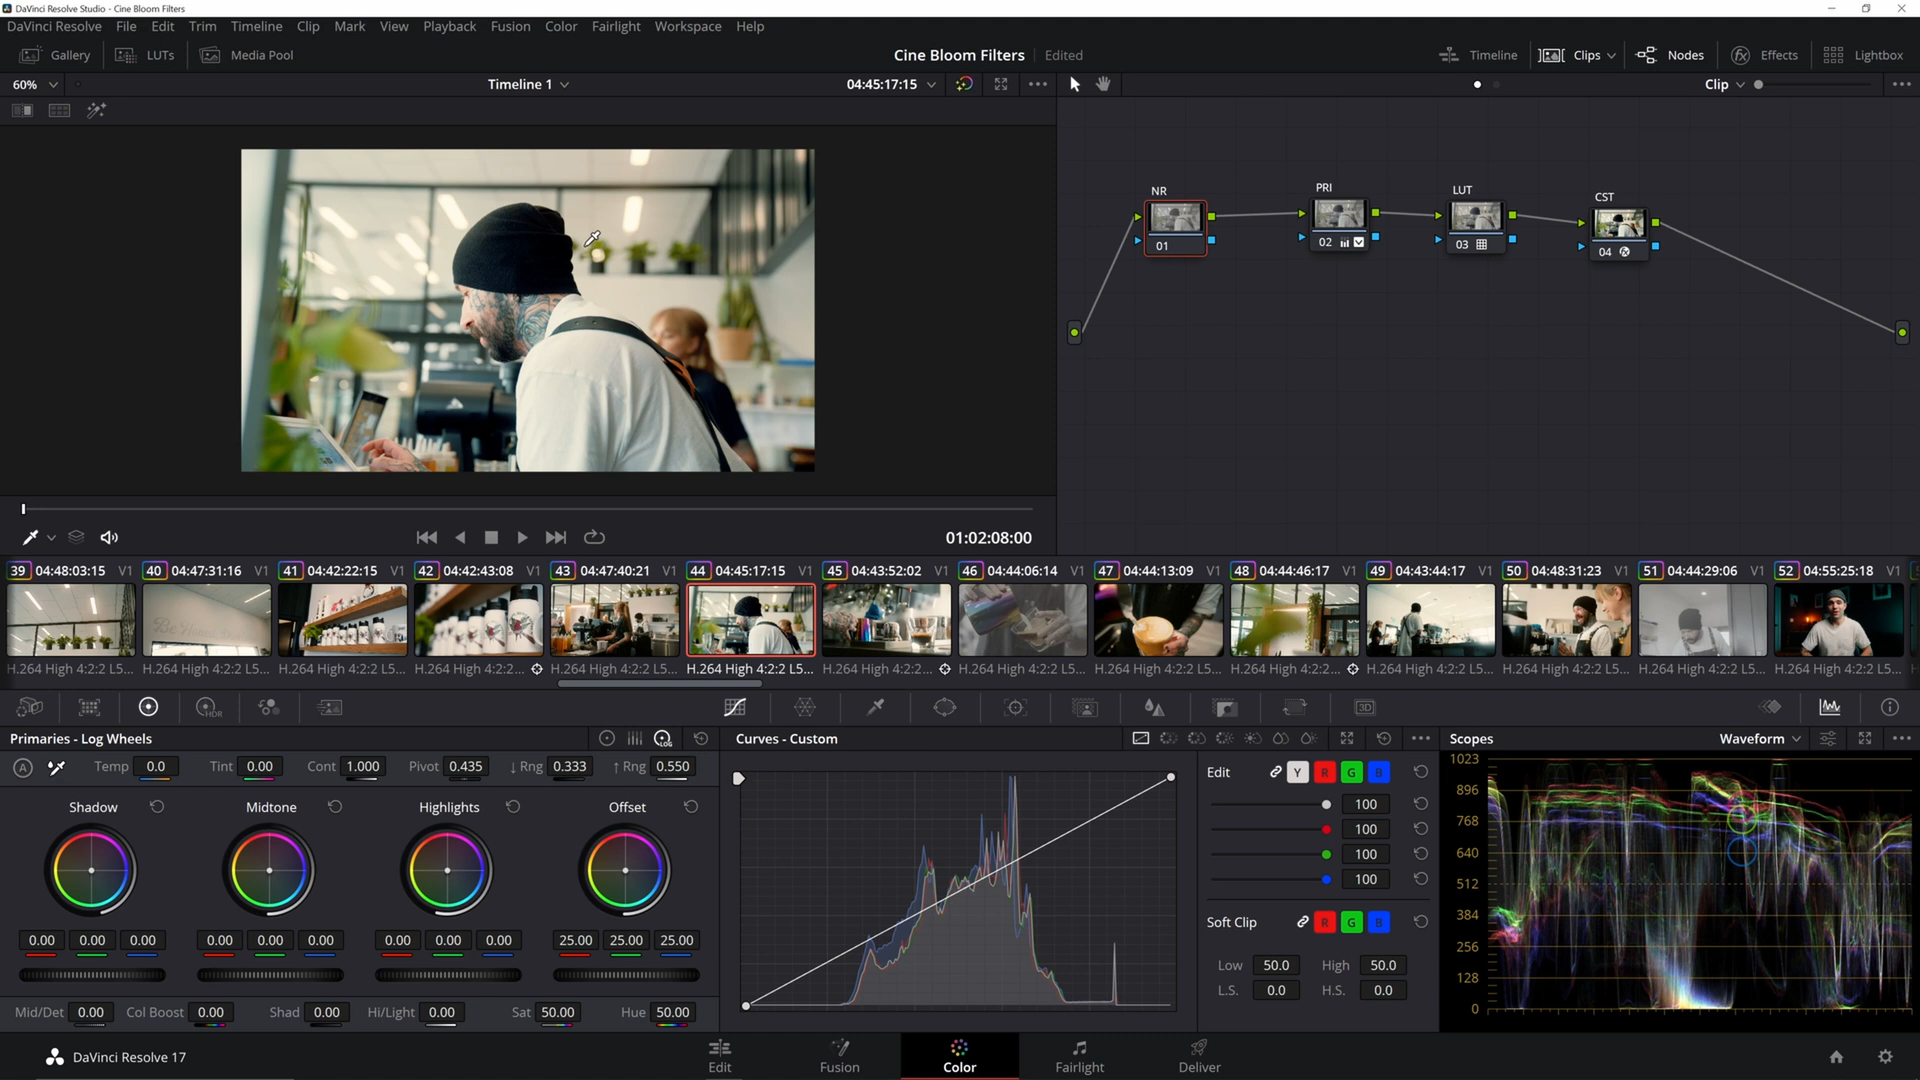 DaVinci Resolve Studio - Cine Bloom Filters
DaVinci Resolve File Edit Trim Timeline Clip Mark View Playback Fusion Color Fairlight Workspace Help
Gallery LUTs Media Pool Cine Bloom Filters Edited Timeline Clips Nodes Effects Lightbox
60% Timeline 1 04:45:17:15 Clip
NR PRI LUT CST
01 02 03 04
01:02:08:00
39 04:48:03:15 V1 40 04:47:31:16 V1 41 04:42:22:15 V1 42 04:42:43:08 V1 43 04:47:40:21 V1 44 04:45:17:15 V1 45 04:43:52:02 V1 46 04:44:06:14 V1 47 04:44:13:09 V1 48 04:44:46:17 V1 49 04:43:44:17 V1 50 04:48:31:23 V1 51 04:44:29:06 V1 52 04:55:25:18 V1
H.264 High 4:2:2 L5... H.264 High 4:2:2 L5... H.264 High 4:2:2 L5... H.264 High 4:2:2... H.264 High 4:2:2 L5... H.264 High 4:2:2 L5... H.264 High 4:2:2... H.264 High 4:2:2 L5... H.264 High 4:2:2 L5... H.264 High 4:2:2... H.264 High 4:2:2 L5... H.264 High 4:2:2 L5... H.264 High 4:2:2 L5... H.264 High 4:2:2 L5...
HDR 3D
Primaries - Log Wheels LOG Curves - Custom Scopes Waveform
A Temp 0.0 Tint 0.00 Cont 1.000 Pivot 0.435 ↓ Rng 0.333 ↑ Rng 0.550
Shadow Midtone Highlights Offset
0.00 0.00 0.00 0.00 0.00 0.00 0.00 0.00 0.00 25.00 25.00 25.00
Mid/Det 0.00 Col Boost 0.00 Shad 0.00 Hi/Light 0.00 Sat 50.00 Hue 50.00
Edit Y R G B
100
100
100
100
Soft Clip R G B
Low 50.0 High 50.0
L.S. 0.0 H.S. 0.0
1023
896
768
640
512
384
256
128
0
DaVinci Resolve 17 Edit Fusion Color Fairlight Deliver